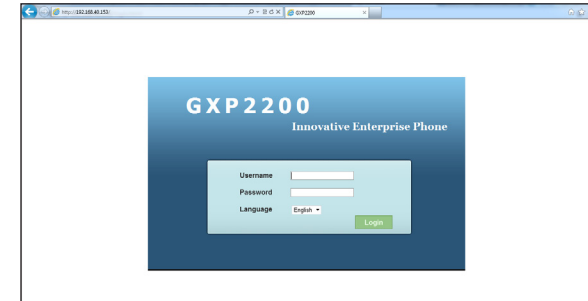 http://192.168.40.153/
GXP2200
GXP2200
Innovative Enterprise Phone
Username
Password
Language English
Login